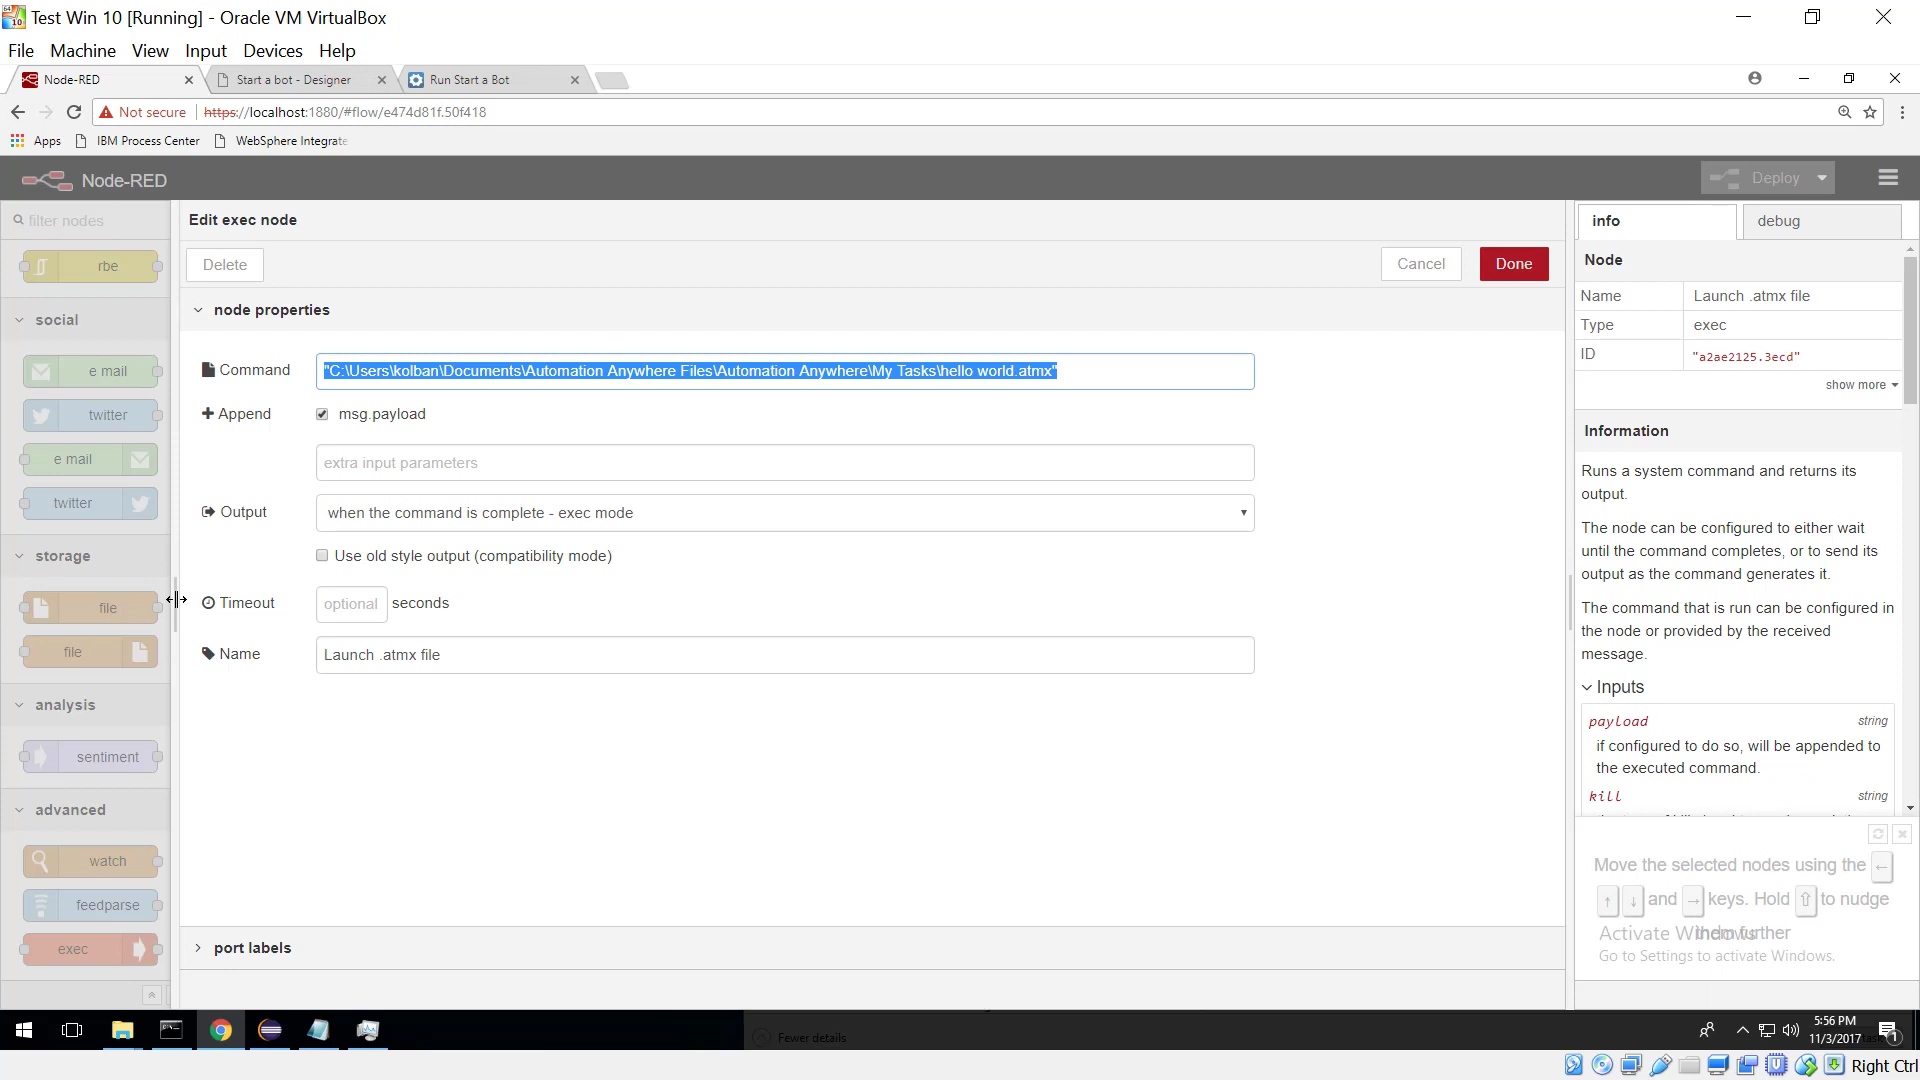 Test Win 10 [Running] - Oracle VM VirtualBox
File Machine View Input Devices Help
Node-RED
Start a bot - Designer
Run Start a Bot
Not secure https://localhost:1880/#flow/e474d81f.50f418
Apps IBM Process Center WebSphere Integrate
Node-RED
Deploy
filter nodes
rbe
social
e mail
twitter
e mail
twitter
storage
file
file
analysis
sentiment
advanced
watch
feedparse
exec
Edit exec node
Delete
Cancel
Done
node properties
Command
"C:\Users\kolban\Documents\Automation Anywhere Files\Automation Anywhere\My Tasks\hello world.atmx"
Append
msg.payload
extra input parameters
Output
when the command is complete - exec mode
Use old style output (compatibility mode)
Timeout
optional
seconds
Name
Launch .atmx file
port labels
info
debug
Node
Name Launch .atmx file
Type exec
ID "a2ae2125.3ecd"
show more
Information
Runs a system command and returns its
output.
The node can be configured to either wait
until the command completes, or to send its
output as the command generates it.
The command that is run can be configured in
the node or provided by the received
message.
Inputs
payload string
if configured to do so, will be appended to
the executed command.
kill string
Move the selected nodes using the ←
↑ ↓ and → keys. Hold ⇧ to nudge
them further
Activate Windows
Go to Settings to activate Windows.
Fewer details
5:56 PM
11/3/2017
1
Right Ctrl